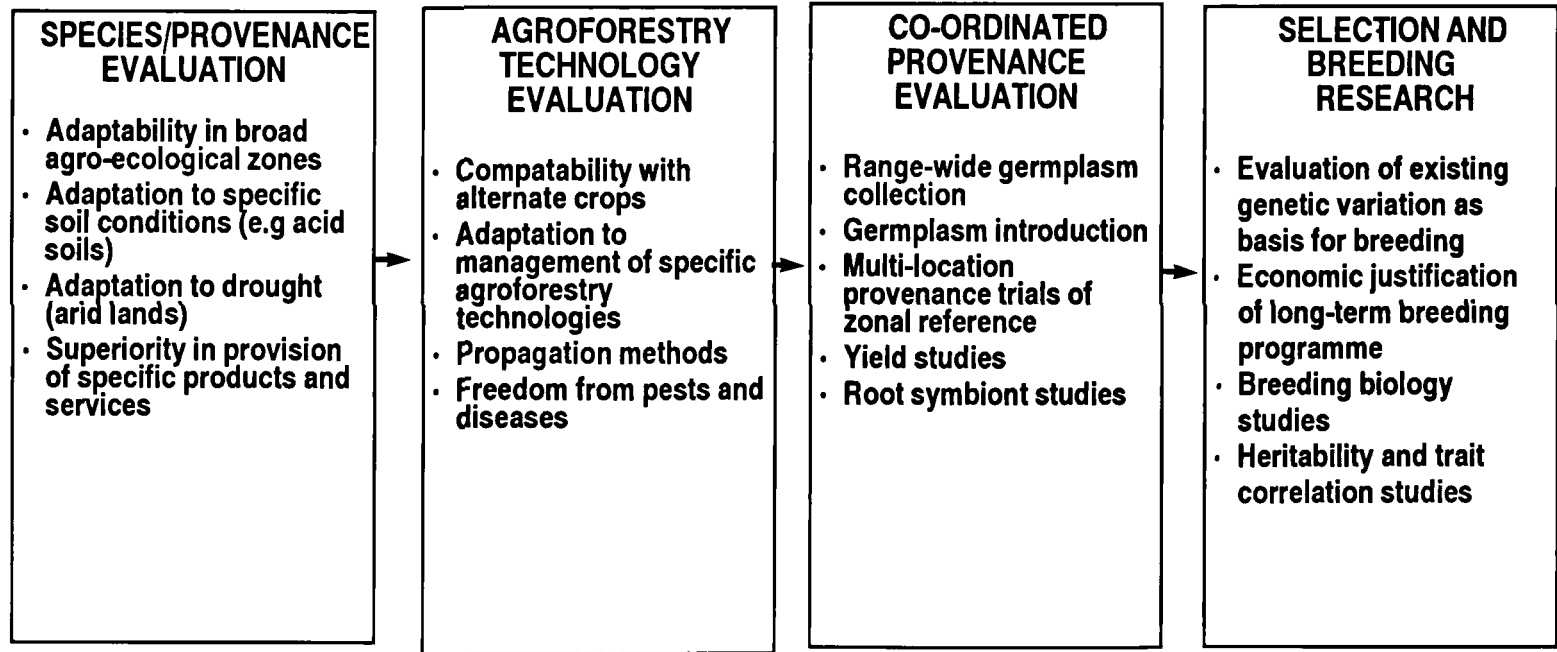 SPECIES/PROVENANCE
EVALUATION
· Adaptability in broad
agro-ecological zones
· Adaptation to specific
soil conditions (e.g acid
soils)
· Adaptation to drought
(arid lands)
· Superiority in provision
of specific products and
services
AGROFORESTRY
TECHNOLOGY
EVALUATION
· Compatability with
alternate crops
· Adaptation to
management of specific
agroforestry
technologies
· Propagation methods
· Freedom from pests and
diseases
CO-ORDINATED
PROVENANCE
EVALUATION
· Range-wide germplasm
collection
· Germplasm introduction
· Multi-location
provenance trials of
zonal reference
· Yield studies
· Root symbiont studies
SELECTION AND
BREEDING
RESEARCH
· Evaluation of existing
genetic variation as
basis for breeding
· Economic justification
of long-term breeding
programme
· Breeding biology
studies
· Heritability and trait
correlation studies